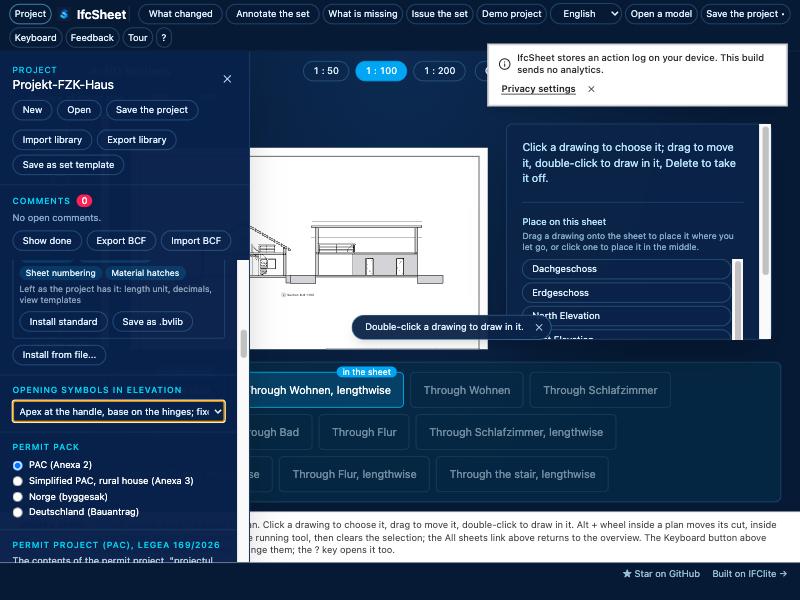 Project
IfcSheet
What changed
Annotate the set
What is missing
Issue the set
Demo project
English
Open a model
Save the project
Keyboard
Feedback
Tour
?
PROJECT
Projekt-FZK-Haus
New
Open
Save the project
Import library
Export library
Save as set template
COMMENTS 0
No open comments.
Show done
Export BCF
Import BCF
Sheet numbering
Material hatches
Left as the project has it: length unit, decimals,
view templates
Install standard
Save as .bvlib
Install from file...
OPENING SYMBOLS IN ELEVATION
Apex at the handle, base on the hinges;
PERMIT PACK
PAC (Anexa 2)
Simplified PAC, rural house (Anexa 3)
Norge (byggesak)
Deutschland (Bauantrag)
PERMIT PROJECT (PAC), LEGEA 169/2026
The contents of the permit project, "proiectul
1 : 50
1 : 100
1 : 200
IfcSheet stores an action log on your device. This build
sends no analytics.
Privacy settings
Click a drawing to choose it; drag to move
it, double-click to draw in it, Delete to take
it off.
Place on this sheet
Drag a drawing onto the sheet to place it where you
let go, or click one to place it in the middle.
Dachgeschoss
Erdgeschoss
North Elevation
Double-click a drawing to draw in it.
in the sheet
Through Wohnen, lengthwise
Through Wohnen
Through Schlafzimmer
Through Bad
Through Flur
Through Schlafzimmer, lengthwise
Through Flur, lengthwise
Through the stair, lengthwise
Click a drawing to choose it, drag to move it, double-click to draw in it. Alt + wheel inside a plan moves its cut, inside
running tool, then clears the selection; the All sheets link above returns to the overview. The Keyboard button above
them; the ? key opens it too.
Star on GitHub
Built on IFClite →